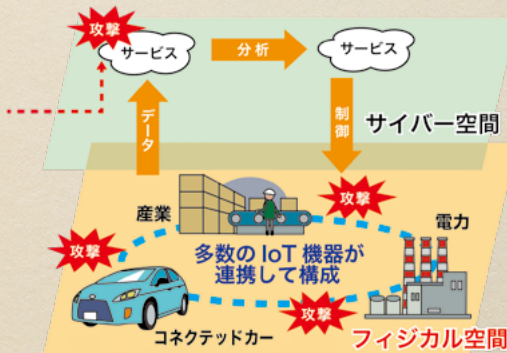 攻撃
サービス
分析
サービス
データ
制御
サイバー空間
産業
攻撃
電力
攻撃
多数の IoT 機器が
連携して構成
攻撃
コネクテッドカー
フィジカル空間